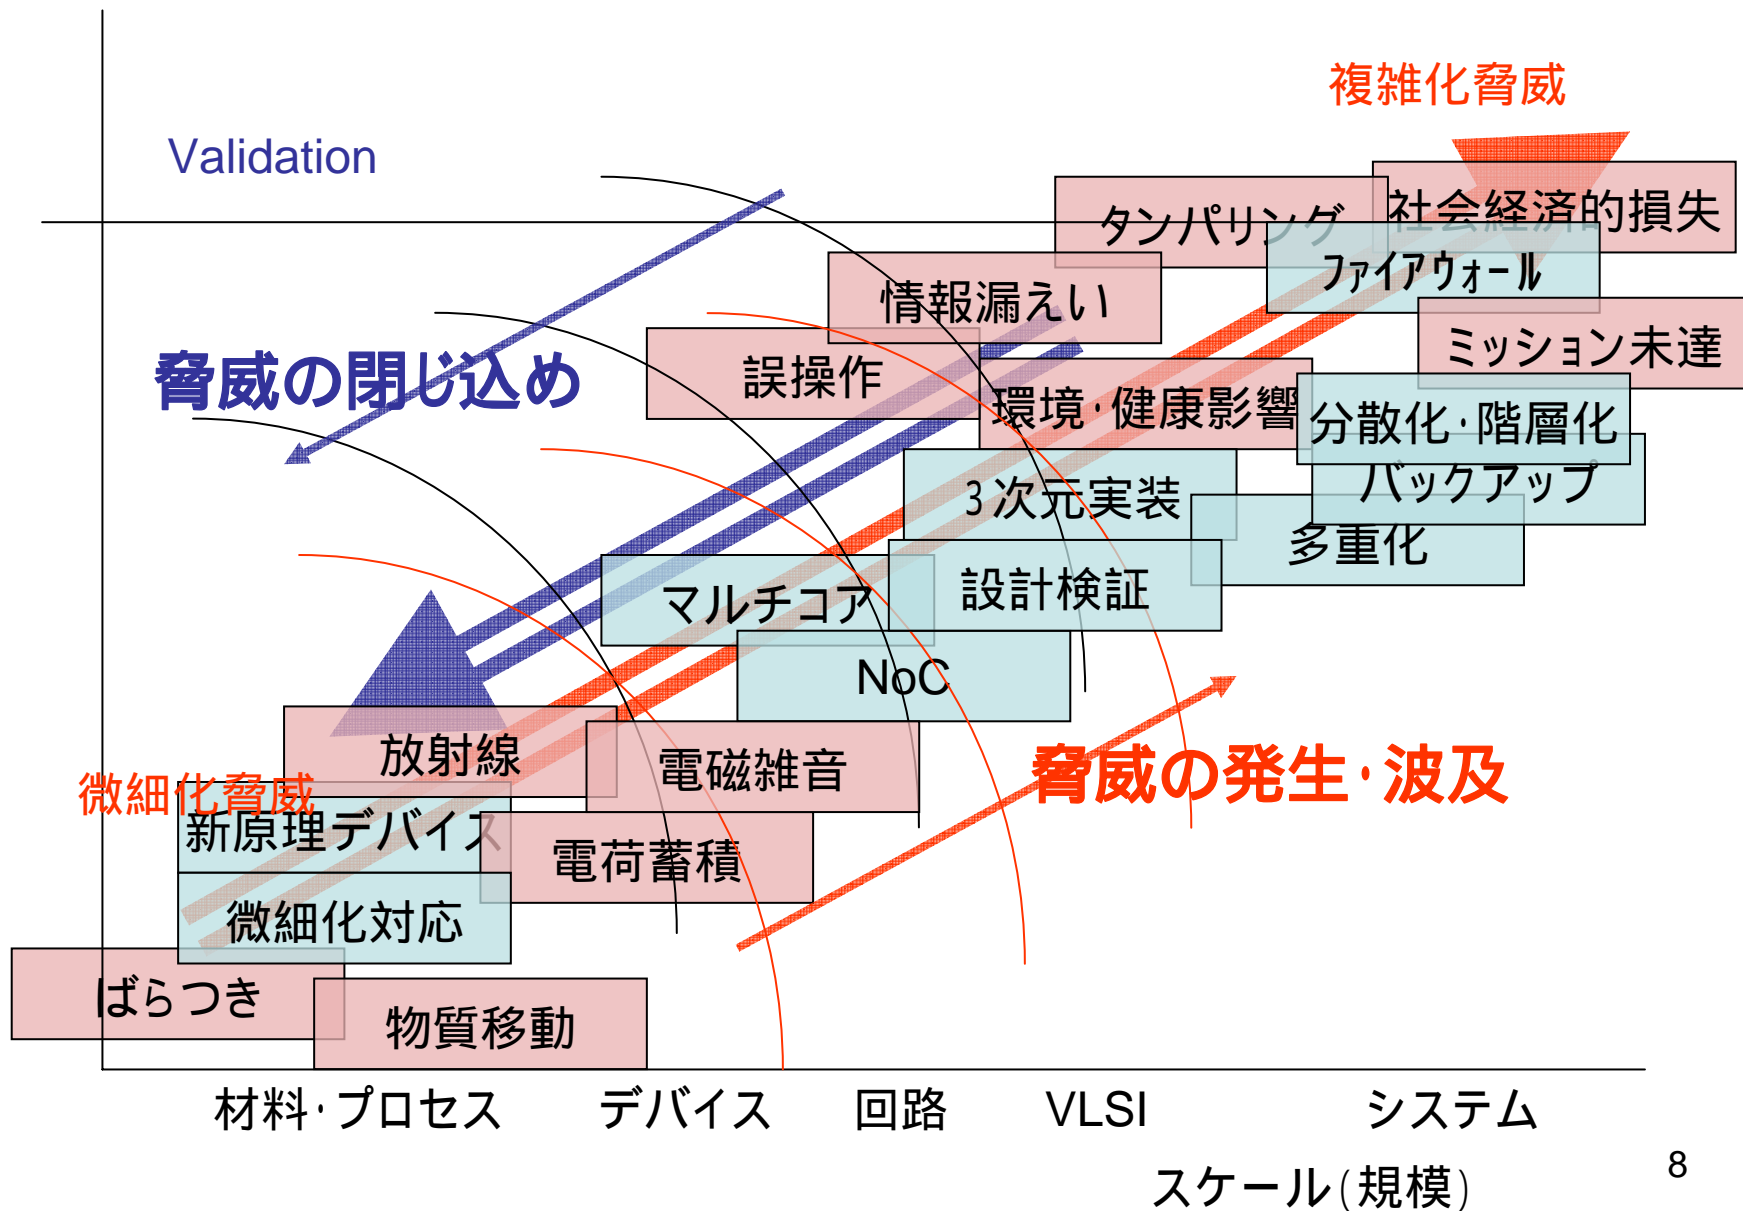 複雑化脅威
Validation
タンパリング
社会経済的損失
ファイアウォール
情報漏えい
ミッション未達
脅威の閉じ込め
誤操作
環境・健康影響
分散化・階層化
バックアップ
3次元実装
多重化
マルチコア
設計検証
NoC
放射線
電磁雑音
脅威の発生・波及
微細化脅威
新原理デバイス
電荷蓄積
微細化対応
ばらつき
物質移動
材料・プロセス
デバイス
回路
VLSI
システム
スケール(規模)
8